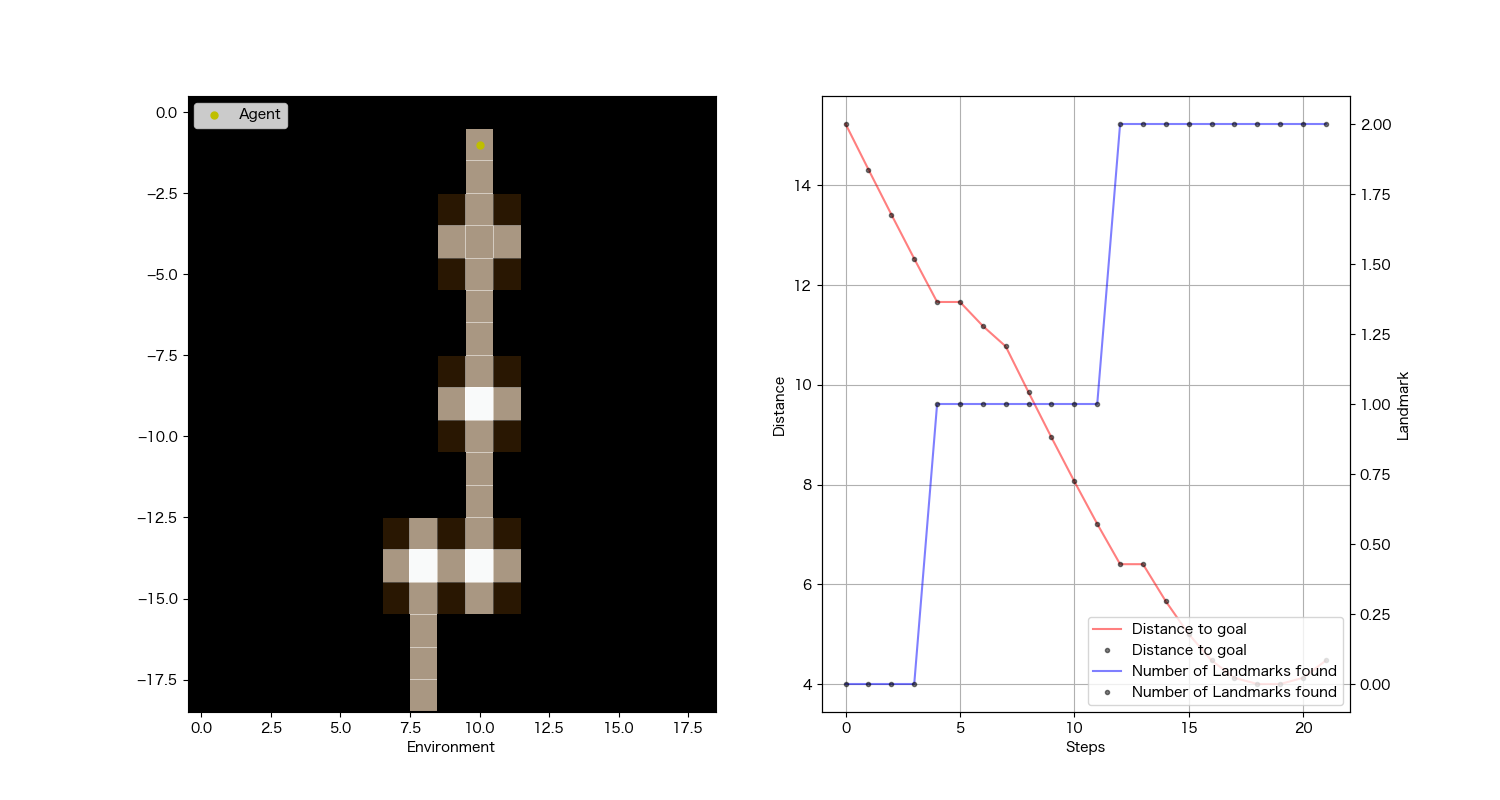 Agent
0.0
−2.5
−5.0
−7.5
−10.0
−12.5
−15.0
−17.5
0.0 2.5 5.0 7.5 10.0 12.5 15.0 17.5
Environment
Distance
14
12
10
8
6
4
0 5 10 15 20
Steps
2.00
1.75
1.50
1.25
1.00
0.75
0.50
0.25
0.00
Landmark
Distance to goal
Distance to goal
Number of Landmarks found
Number of Landmarks found